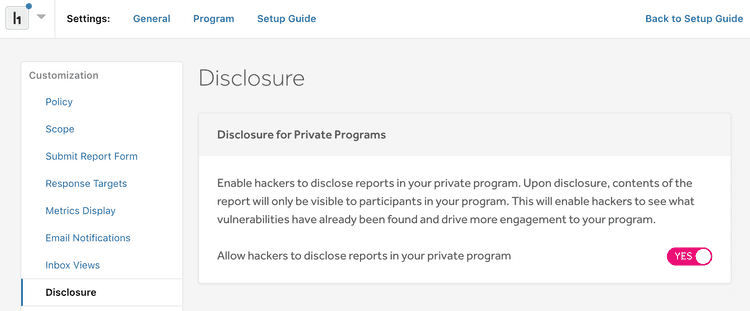 h1
Settings: General Program Setup Guide Back to Setup Guide
Customization
Policy
Scope
Submit Report Form
Response Targets
Metrics Display
Email Notifications
Inbox Views
Disclosure
Disclosure
Disclosure for Private Programs
Enable hackers to disclose reports in your private program. Upon disclosure, contents of the
report will only be visible to participants in your program. This will enable hackers to see what
vulnerabilities have already been found and drive more engagement to your program.
Allow hackers to disclose reports in your private program YES